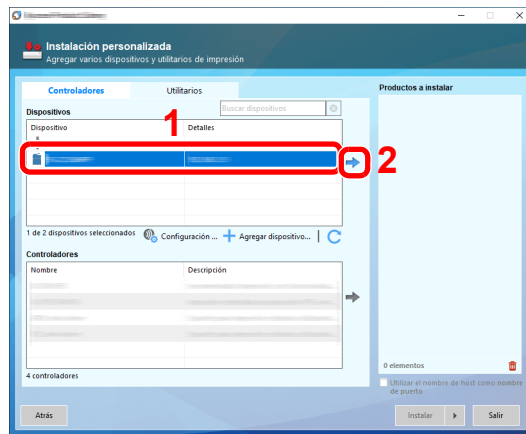 Instalación personalizada
Agregar varios dispositivos y utilitarios de impresión
Controladores
Utilitarios
Productos a instalar
Dispositivos
1
Buscar dispositivos
Dispositivo
Detalles
2
1 de 2 dispositivos seleccionados
Configuración ...
Agregar dispositivo...
Controladores
Nombre
Descripción
0 elementos
4 controladores
Utilizar el nombre de host como nombre
de puerto
Atrás
Instalar
Salir